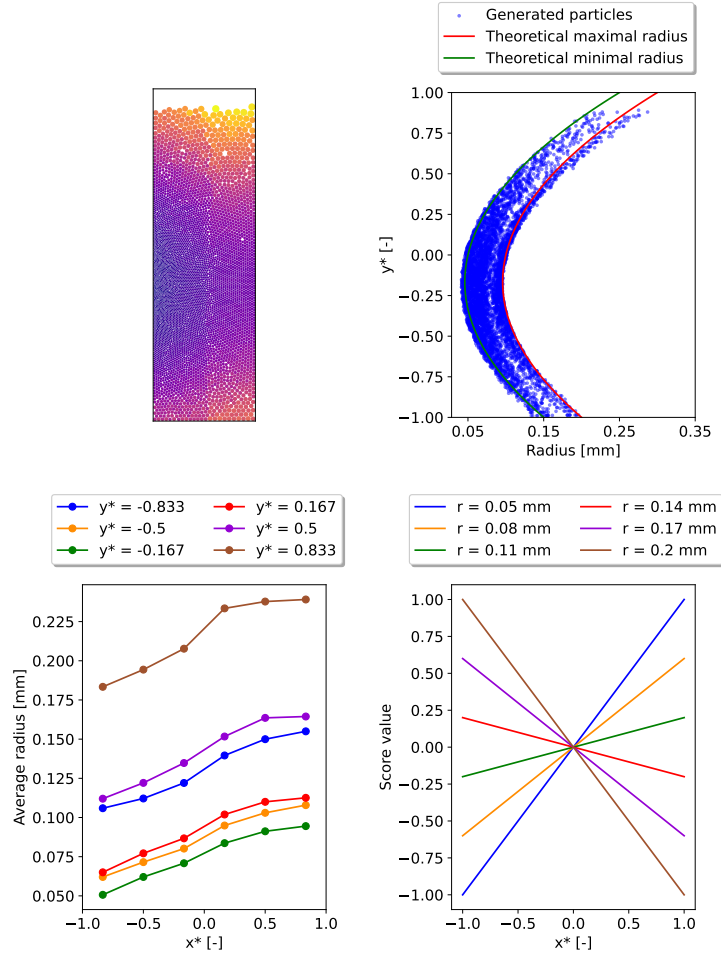 Generated particles
Theoretical maximal radius
Theoretical minimal radius
1.00
0.75
0.50
0.25
0.00
−0.25
−0.50
−0.75
−1.00
y* [-]
0.05 0.15 0.25 0.35
Radius [mm]
y* = -0.833 y* = 0.167
y* = -0.5 y* = 0.5
y* = -0.167 y* = 0.833
0.225
0.200
0.175
0.150
0.125
0.100
0.075
0.050
Average radius [mm]
−1.0 −0.5 0.0 0.5 1.0
x* [-]
r = 0.05 mm r = 0.14 mm
r = 0.08 mm r = 0.17 mm
r = 0.11 mm r = 0.2 mm
1.00
0.75
0.50
0.25
0.00
−0.25
−0.50
−0.75
−1.00
Score value
−1.0 −0.5 0.0 0.5 1.0
x* [-]